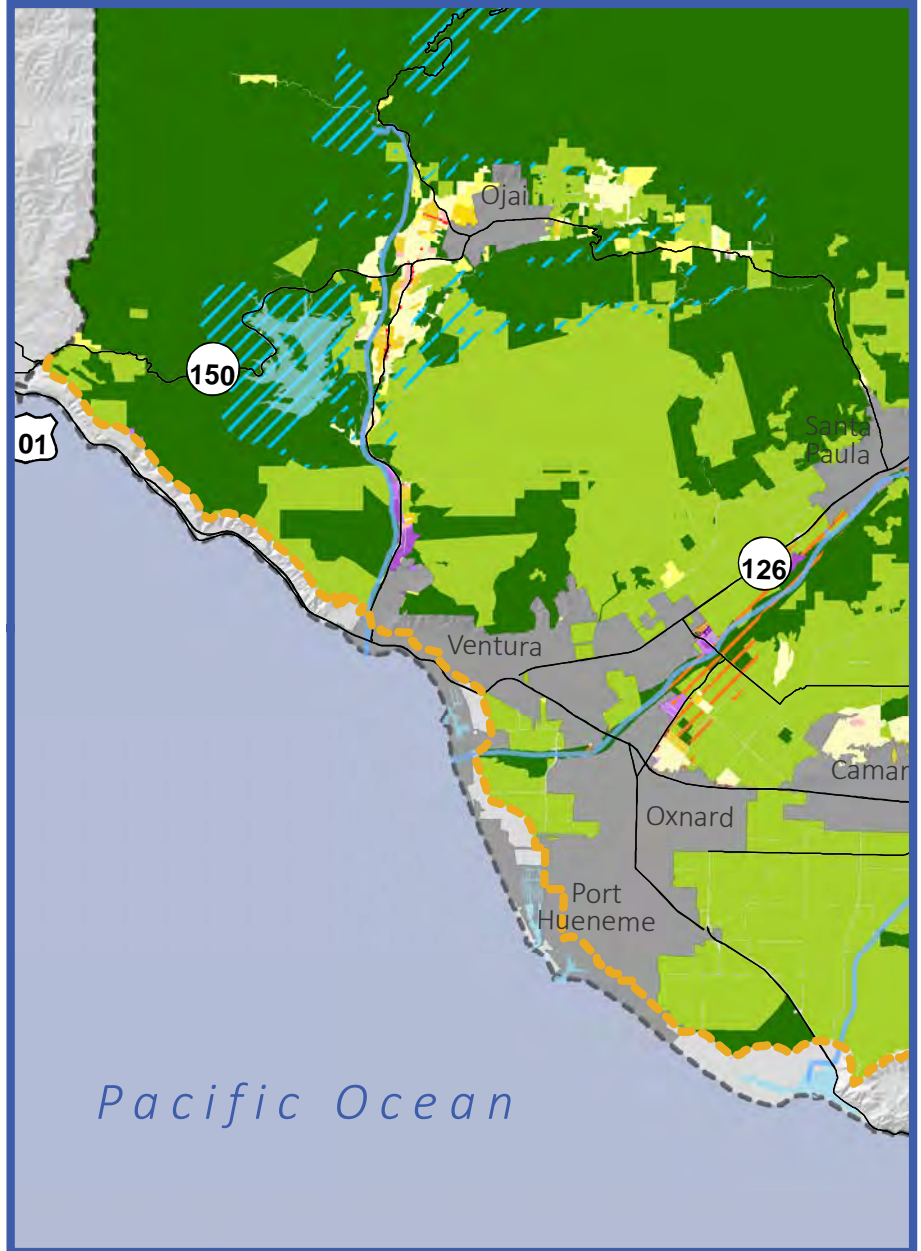 Ojai
150
01
Santa
Paula
126
Ventura
Camar
Oxnard
Port
Hueneme
Pacific Ocean